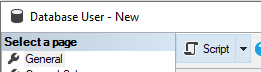 Database User - New
Select a page
Script
General